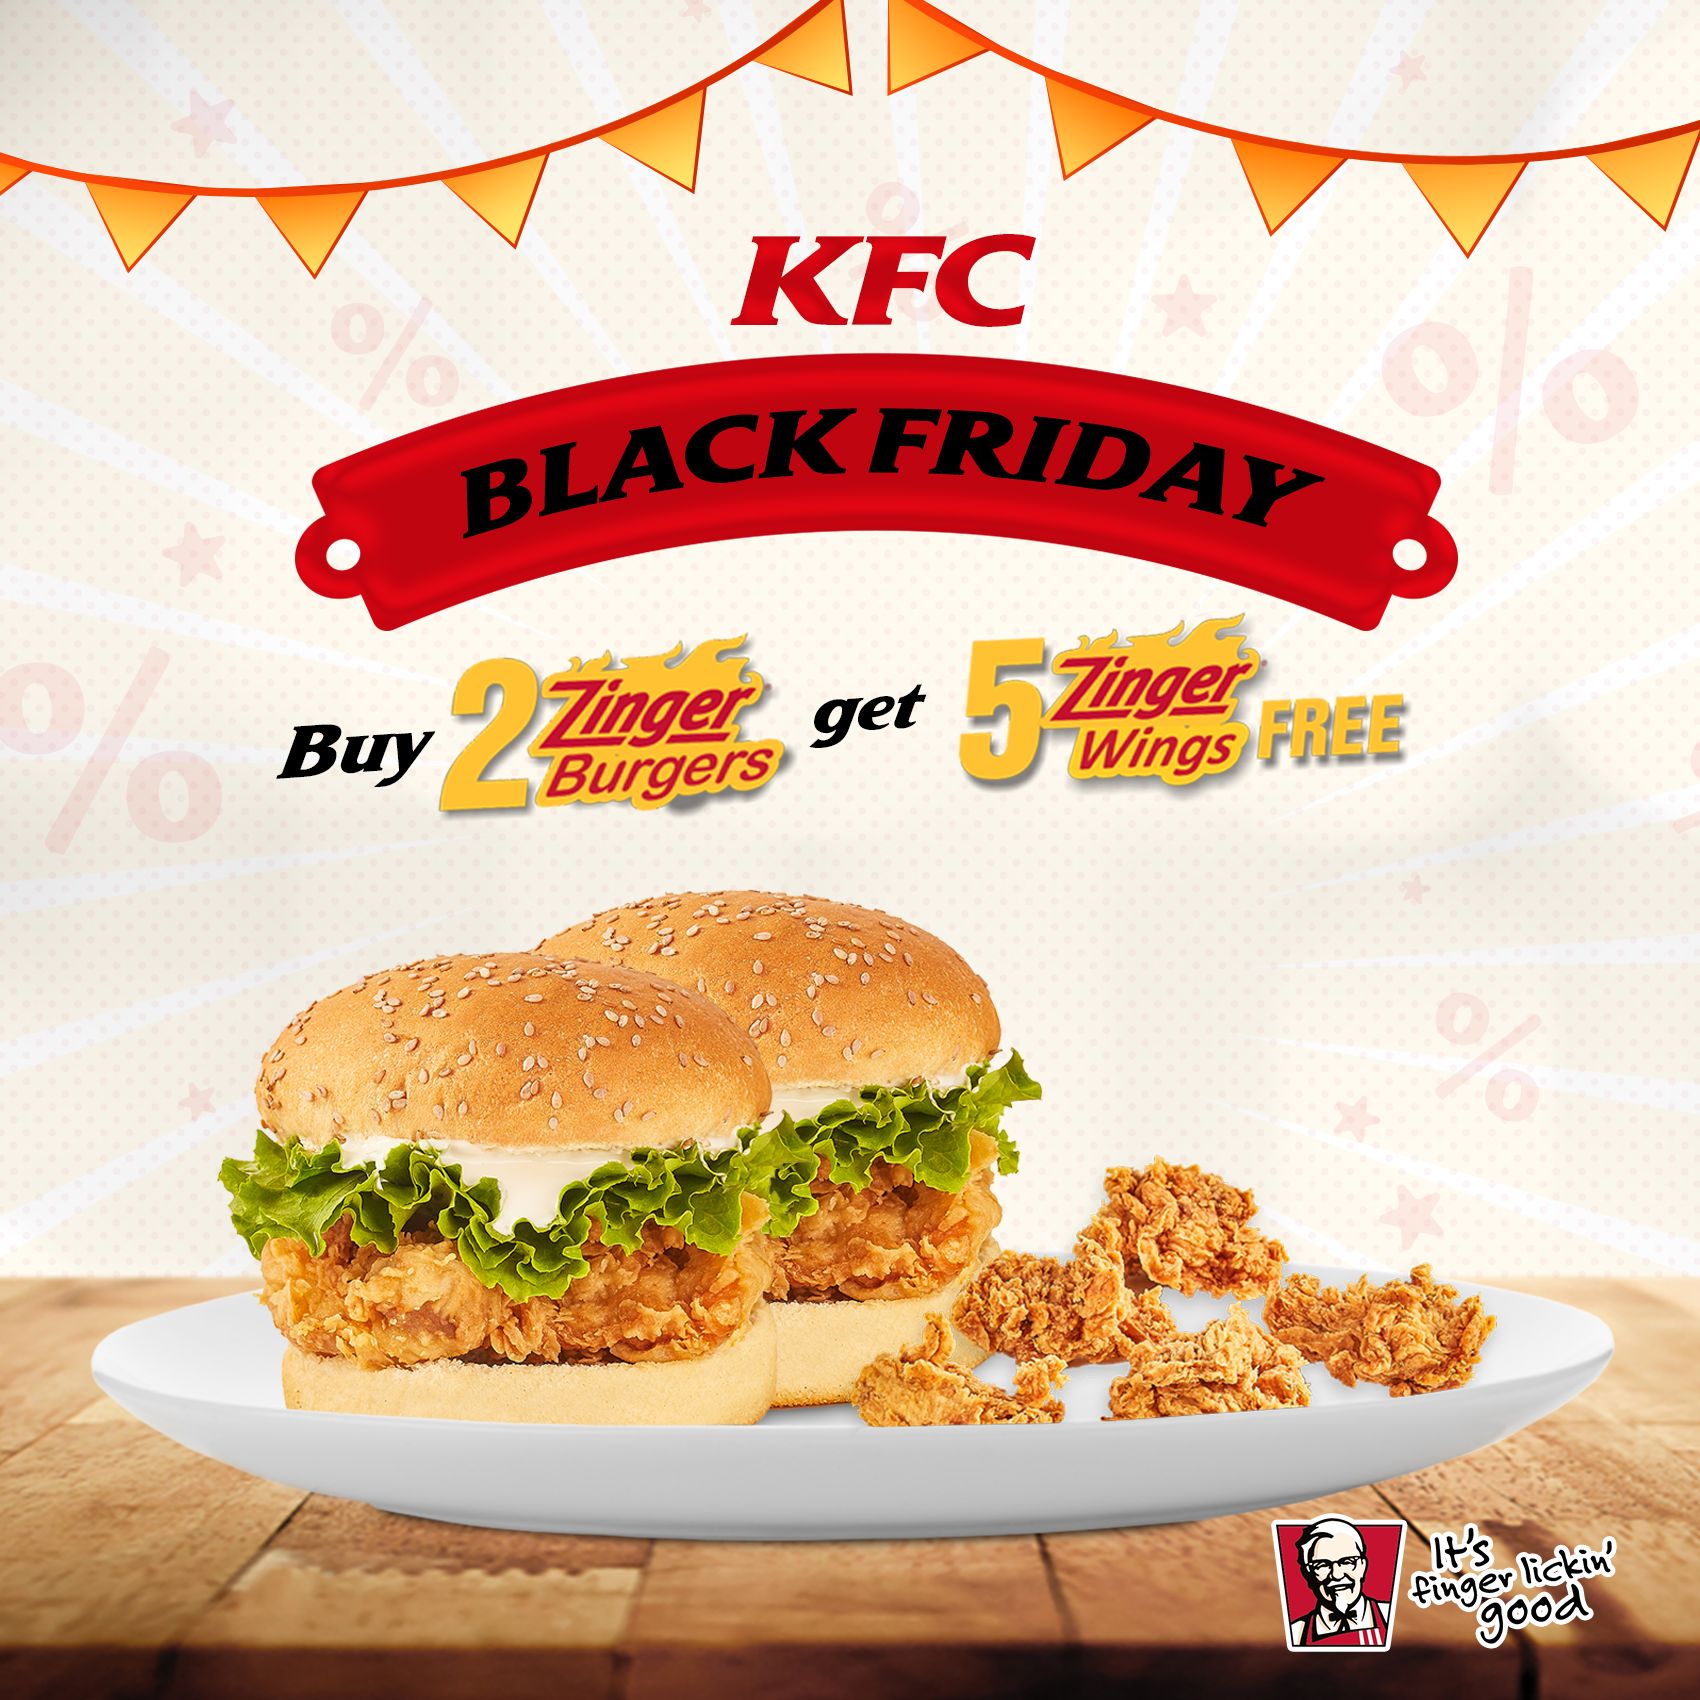 KFC
BLACK FRIDAY
Buy 2 Zinger Burgers get 5 Zinger Wings FREE
It's
finger lickin'
good